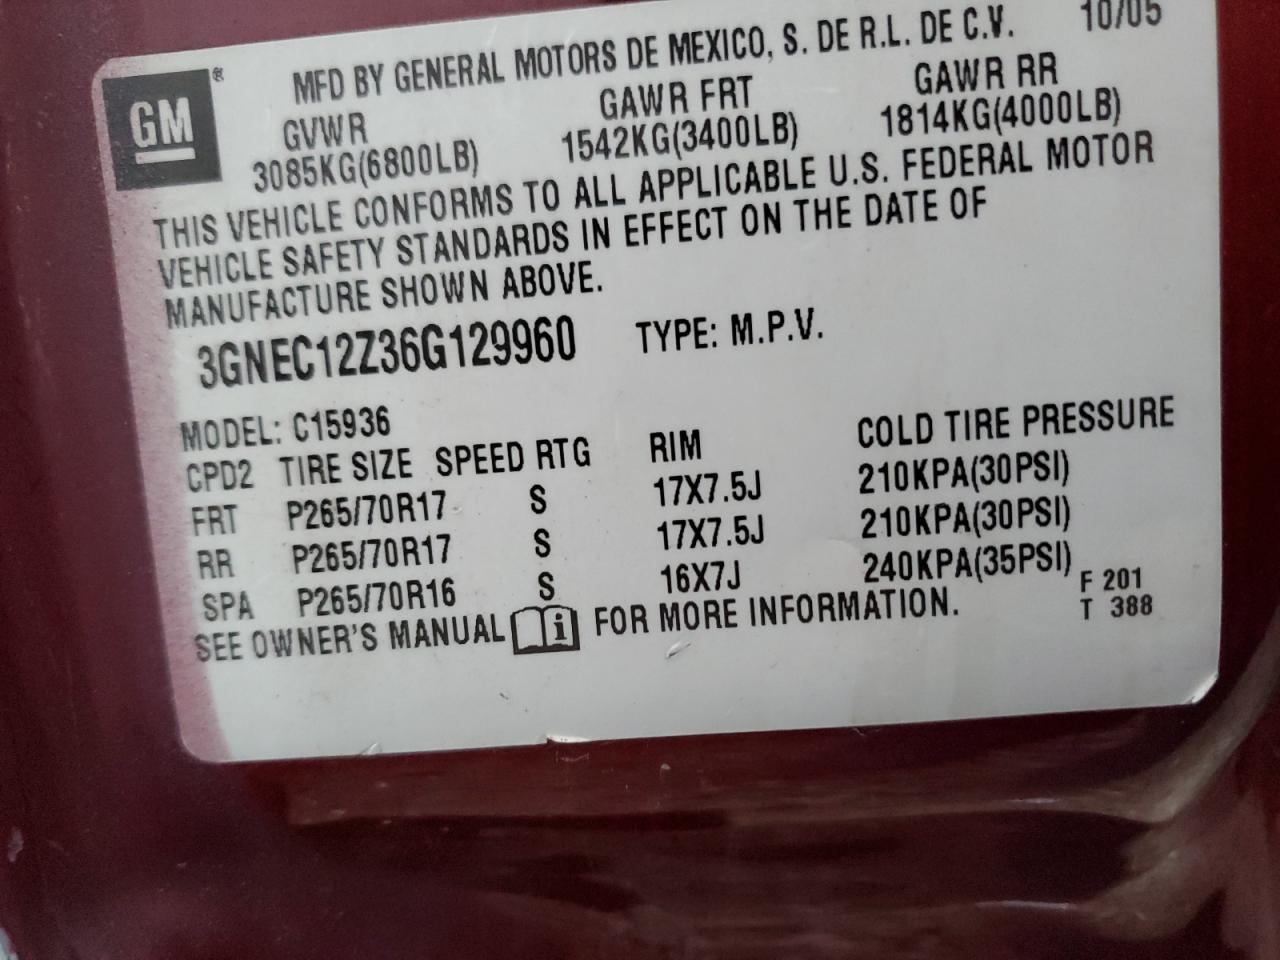 GM ®
MFD BY GENERAL MOTORS DE MEXICO, S. DE R.L. DE C.V. 10/05
GVWR GAWR FRT GAWR RR
3085KG(6800LB) 1542KG(3400LB) 1814KG(4000LB)
THIS VEHICLE CONFORMS TO ALL APPLICABLE U.S. FEDERAL MOTOR
VEHICLE SAFETY STANDARDS IN EFFECT ON THE DATE OF
MANUFACTURE SHOWN ABOVE.
3GNEC12Z36G129960 TYPE: M.P.V.
MODEL: C15936
CPD2 TIRE SIZE SPEED RTG RIM COLD TIRE PRESSURE
FRT P265/70R17 S 17X7.5J 210KPA(30PSI)
RR P265/70R17 S 17X7.5J 210KPA(30PSI)
SPA P265/70R16 S 16X7J 240KPA(35PSI)
SEE OWNER'S MANUAL i FOR MORE INFORMATION.
F 201
T 388